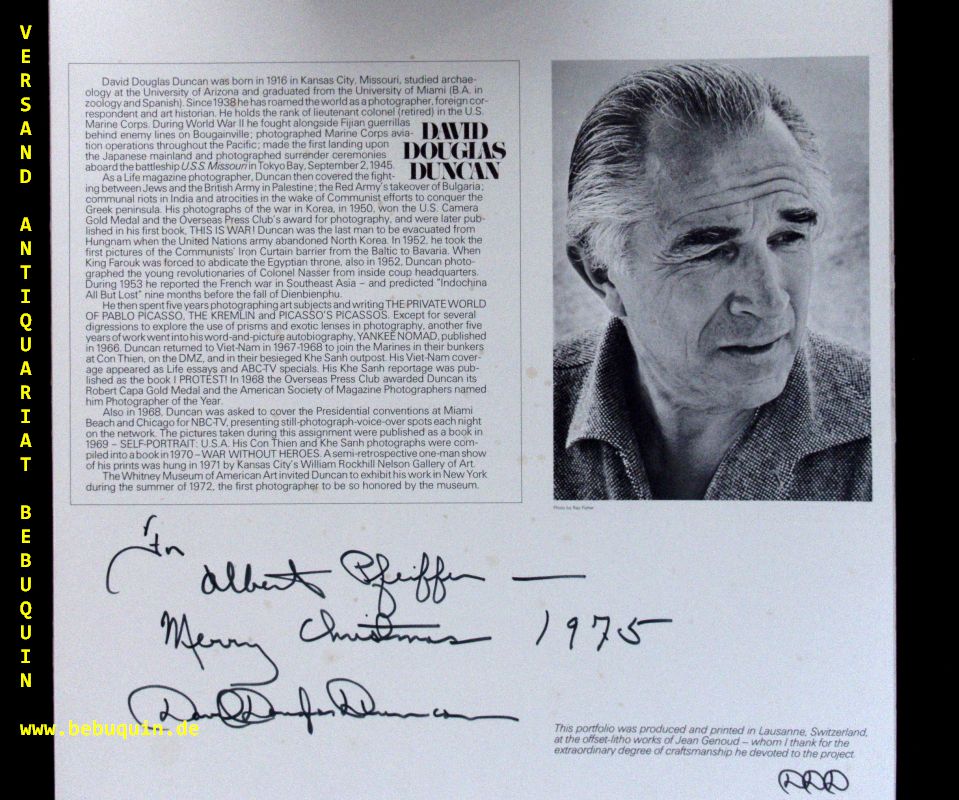 VERSAND ANTIQUARIAT BEBUQUIN
David Douglas Duncan was born in 1916 in Kansas City, Missouri, studied archae-
ology at the University of Arizona and graduated from the University of Miami (B.A. in
zoology and Spanish). Since 1938 he has roamed the world as a photographer, foreign cor-
respondent and art historian. He holds the rank of lieutenant colonel (retired) in the U.S.
Marine Corps. During World War II he fought alongside Fijian guerrillas
behind enemy lines on Bougainville; photographed Marine Corps avia-
tion operations throughout the Pacific; made the first landing upon
the Japanese mainland and photographed surrender ceremonies
aboard the battleship U.S.S. Missouri in Tokyo Bay, September 2, 1945.
DAVID
DOUGLAS
DUNCAN
As a Life magazine photographer, Duncan then covered the fight-
ing between Jews and the British Army in Palestine; the Red Army's takeover of Bulgaria;
communal riots in India and atrocities in the wake of Communist efforts to conquer the
Greek peninsula. His photographs of the war in Korea, in 1950, won the U.S. Camera
Gold Medal and the Overseas Press Club's award for photography, and were later pub-
lished in his first book, THIS IS WAR! Duncan was the last man to be evacuated from
Hungnam when the United Nations army abandoned North Korea. In 1952, he took the
first pictures of the Communists' Iron Curtain barrier from the Baltic to Bavaria. When
King Farouk was forced to abdicate the Egyptian throne, also in 1952, Duncan photo-
graphed the young revolutionaries of Colonel Nasser from inside coup headquarters.
During 1953 he reported the French war in Southeast Asia – and predicted "Indochina
All But Lost" nine months before the fall of Dienbienphu.
He then spent five years photographing art subjects and writing THE PRIVATE WORLD
OF PABLO PICASSO, THE KREMLIN and PICASSO'S PICASSOS. Except for several
digressions to explore the use of prisms and exotic lenses in photography, another five
years of work went into his word-and-picture autobiography, YANKEE NOMAD, published
in 1966. Duncan returned to Viet-Nam in 1967-1968 to join the Marines in their bunkers
at Con Thien, on the DMZ, and in their besieged Khe Sanh outpost. His Viet-Nam cover-
age appeared as Life essays and ABC-TV specials. His Khe Sanh reportage was pub-
lished as the book I PROTEST! In 1968 the Overseas Press Club awarded Duncan its
Robert Capa Gold Medal and the American Society of Magazine Photographers named
him Photographer of the Year.
Also in 1968, Duncan was asked to cover the Presidential conventions at Miami
Beach and Chicago for NBC-TV, presenting still-photograph-voice-over spots each night
on the network. The pictures taken during this assignment were published as a book in
1969 – SELF-PORTRAIT: U.S.A. His Con Thien and Khe Sanh photographs were com-
piled into a book in 1970 – WAR WITHOUT HEROES. A semi-retrospective one-man show
of his prints was hung in 1971 by Kansas City's William Rockhill Nelson Gallery of Art.
The Whitney Museum of American Art invited Duncan to exhibit his work in New York
during the summer of 1972, the first photographer to be so honored by the museum.
Photo by Ray Fisher
For
Albert Pfeiffer —
Merry Christmas 1975
David Douglas Duncan
www.bebuquin.de
This portfolio was produced and printed in Lausanne, Switzerland,
at the offset-litho works of Jean Genoud – whom I thank for the
extraordinary degree of craftsmanship he devoted to the project.
DDD